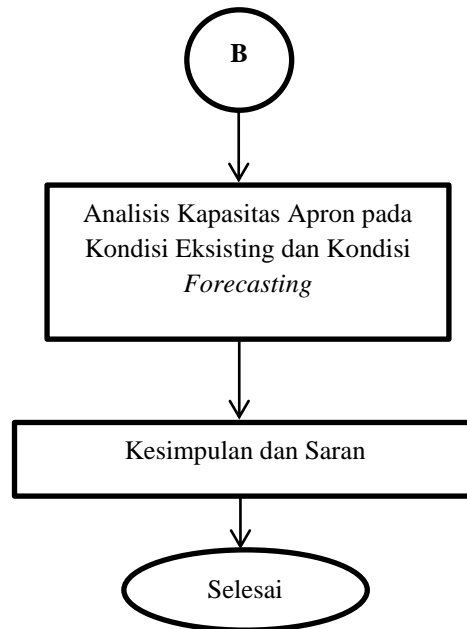 B
Analisis Kapasitas Apron pada
Kondisi Eksisting dan Kondisi
Forecasting
Kesimpulan dan Saran
Selesai